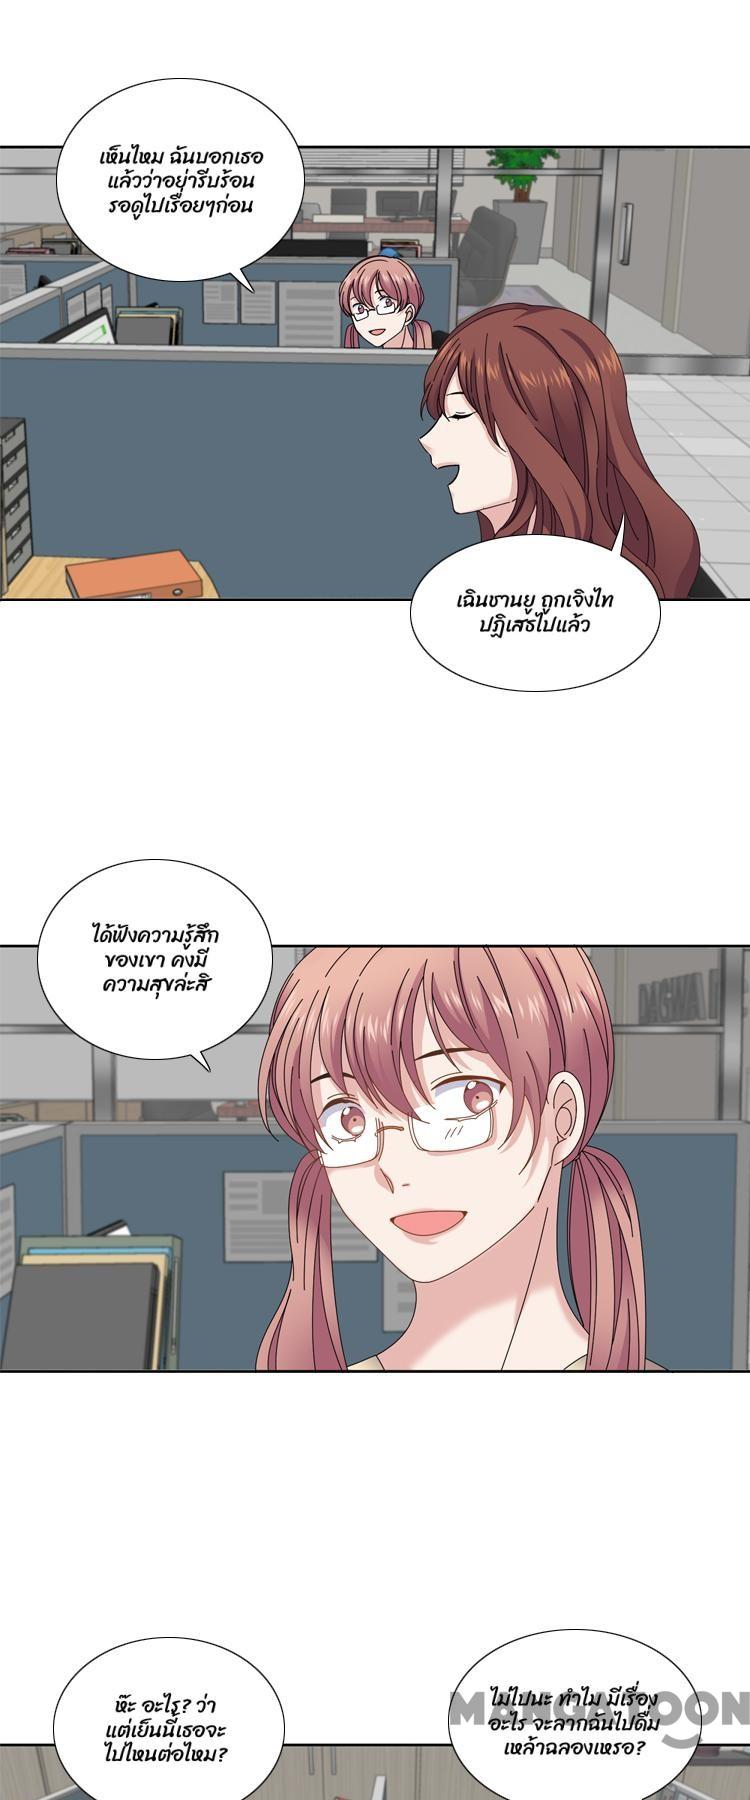 เห็นไหม ฉันบอกเธอ
แล้วว่าอย่ารีบร้อน
รอดูไปเรื่อยๆก่อน
เฉินชานยู ถูกเจิงไท
ปฏิเสธไปแล้ว
ได้ฟังความรู้สึก
ของเขา คงมี
ความสุขล่ะสิ
DAGWA
ห๊ะ อะไร? ว่า
แต่เย็นนี้เธอจะ
ไปไหนต่อไหม?
ไม่ไปนะ ทำไม มีเรื่อง
อะไร จะลากฉันไปดื่ม
เหล้าฉลองเหรอ?
MANGATOON